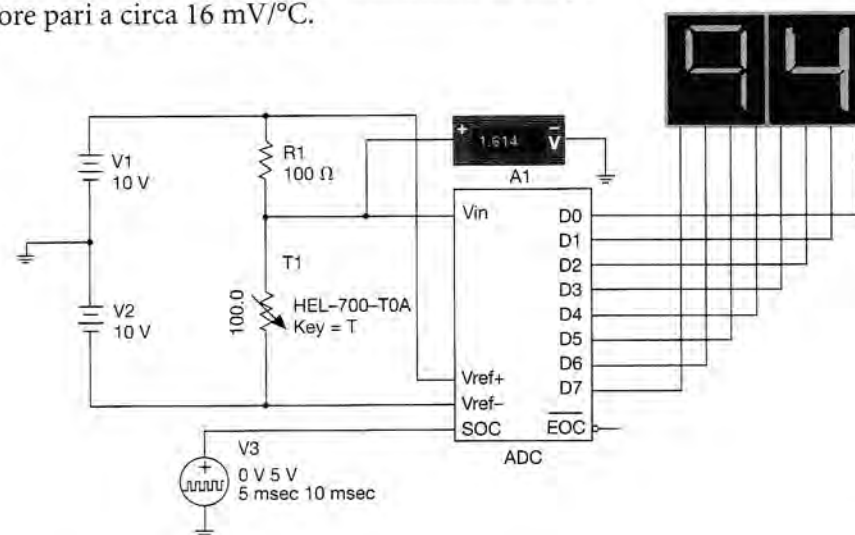 ore pari a circa 16 mV/°C.
94
V1
10 V
R1
100 Ω
1.614
V
A1
Vin
D0
D1
D2
D3
D4
D5
D6
D7
T1
100.0
HEL-700-T0A
Key = T
V2
10 V
Vref+
Vref-
SOC
EOC
ADC
V3
0 V 5 V
5 msec 10 msec